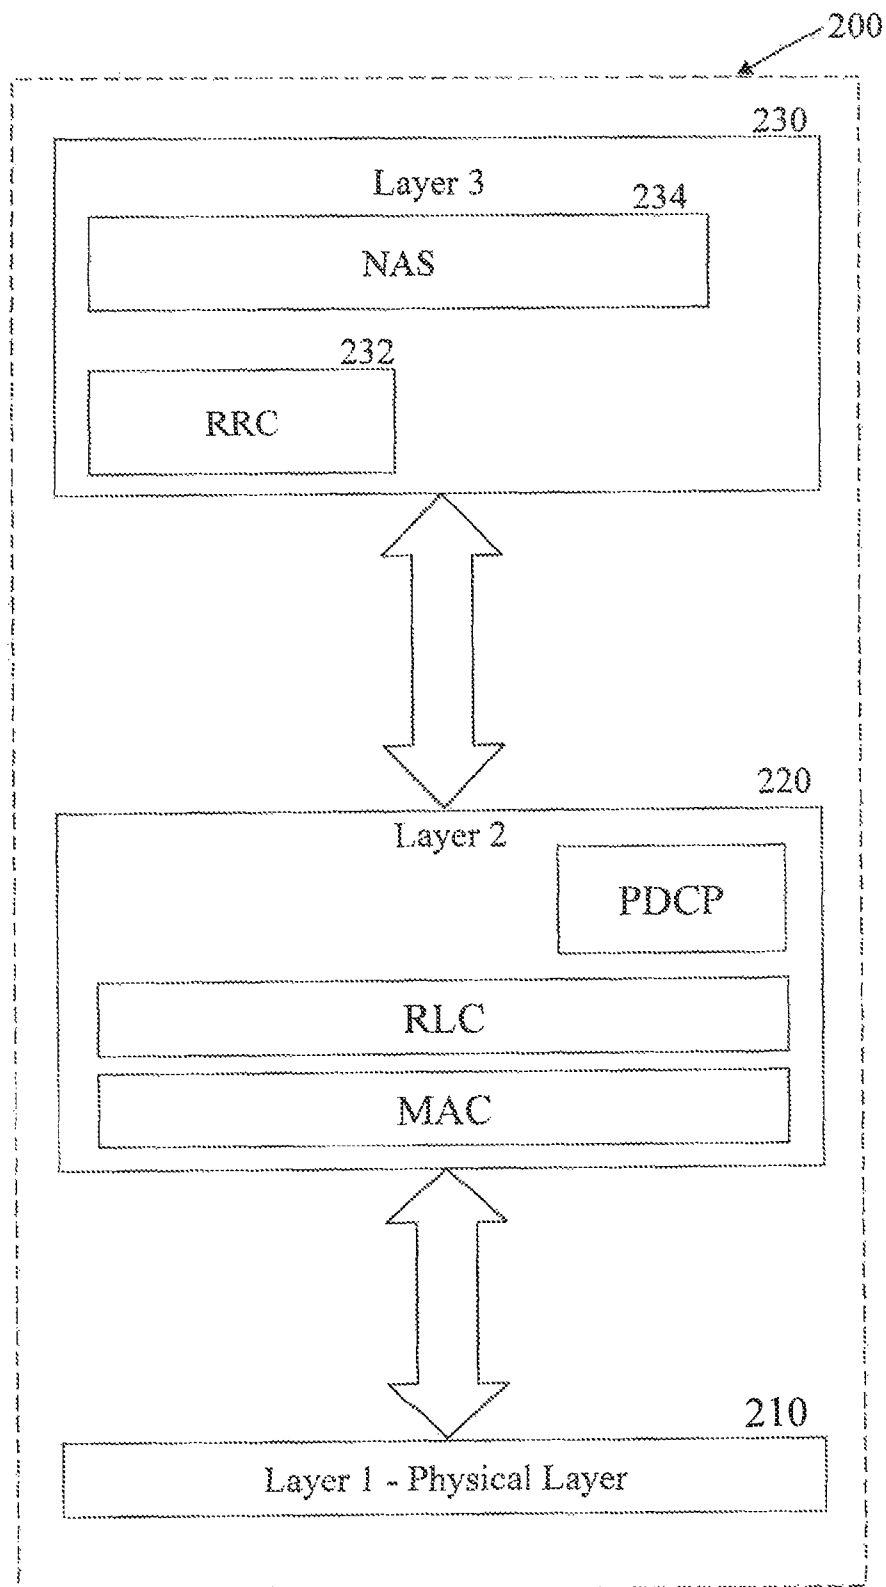 200
230
Layer 3
234
NAS
232
RRC
220
Layer 2
PDCP
RLC
MAC
210
Layer 1 - Physical Layer